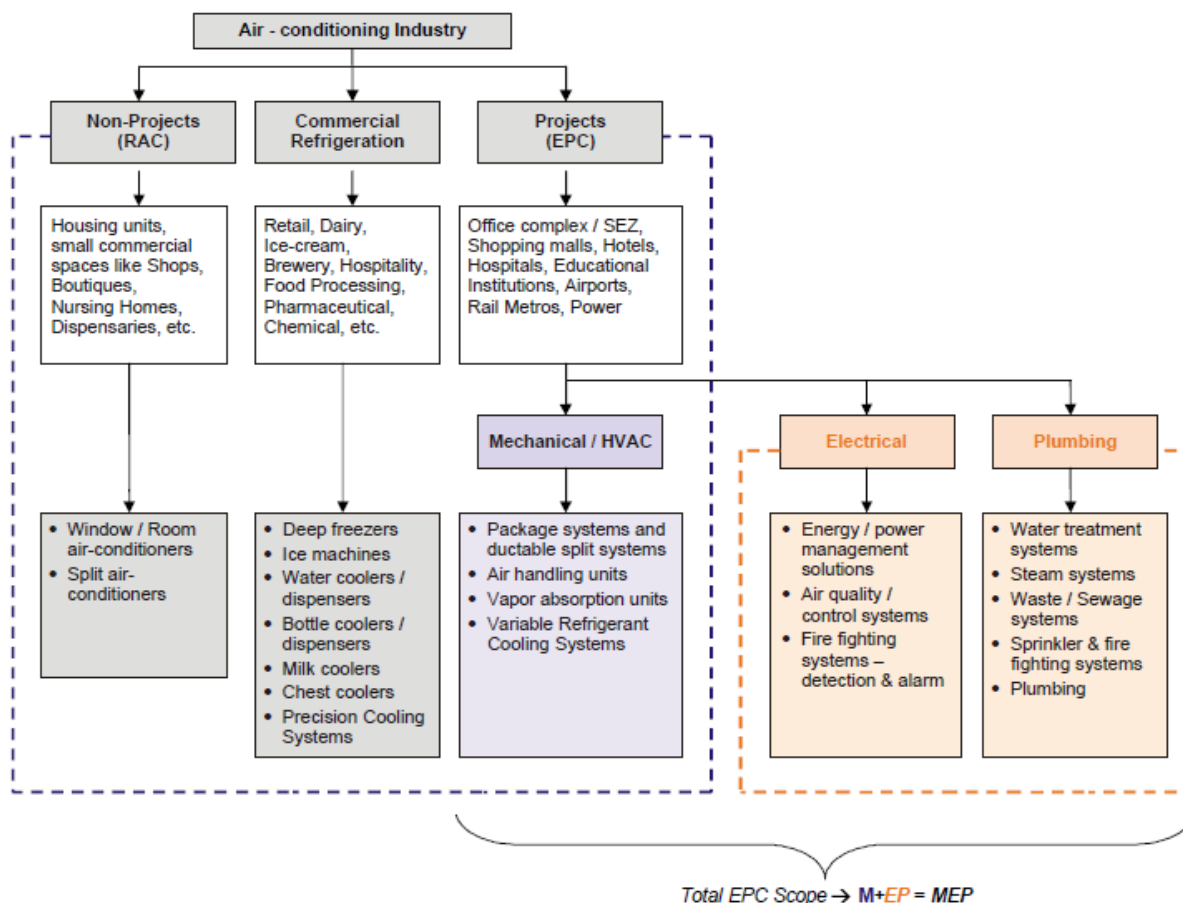 Air - conditioning Industry
Non-Projects
(RAC)
Commercial
Refrigeration
Projects
(EPC)
Housing units,
small commercial
spaces like Shops,
Boutiques,
Nursing Homes,
Dispensaries, etc.
Retail, Dairy,
Ice-cream,
Brewery, Hospitality,
Food Processing,
Pharmaceutical,
Chemical, etc.
Office complex / SEZ,
Shopping malls, Hotels,
Hospitals, Educational
Institutions, Airports,
Rail Metros, Power
Mechanical / HVAC
Electrical
Plumbing
• Window / Room
air-conditioners
• Split air-
conditioners
• Deep freezers
• Ice machines
• Water coolers /
dispensers
• Bottle coolers /
dispensers
• Milk coolers
• Chest coolers
• Precision Cooling
Systems
• Package systems and
ductable split systems
• Air handling units
• Vapor absorption units
• Variable Refrigerant
Cooling Systems
• Energy / power
management
solutions
• Air quality /
control systems
• Fire fighting
systems –
detection & alarm
• Water treatment
systems
• Steam systems
• Waste / Sewage
systems
• Sprinkler & fire
fighting systems
• Plumbing
Total EPC Scope → M+EP = MEP